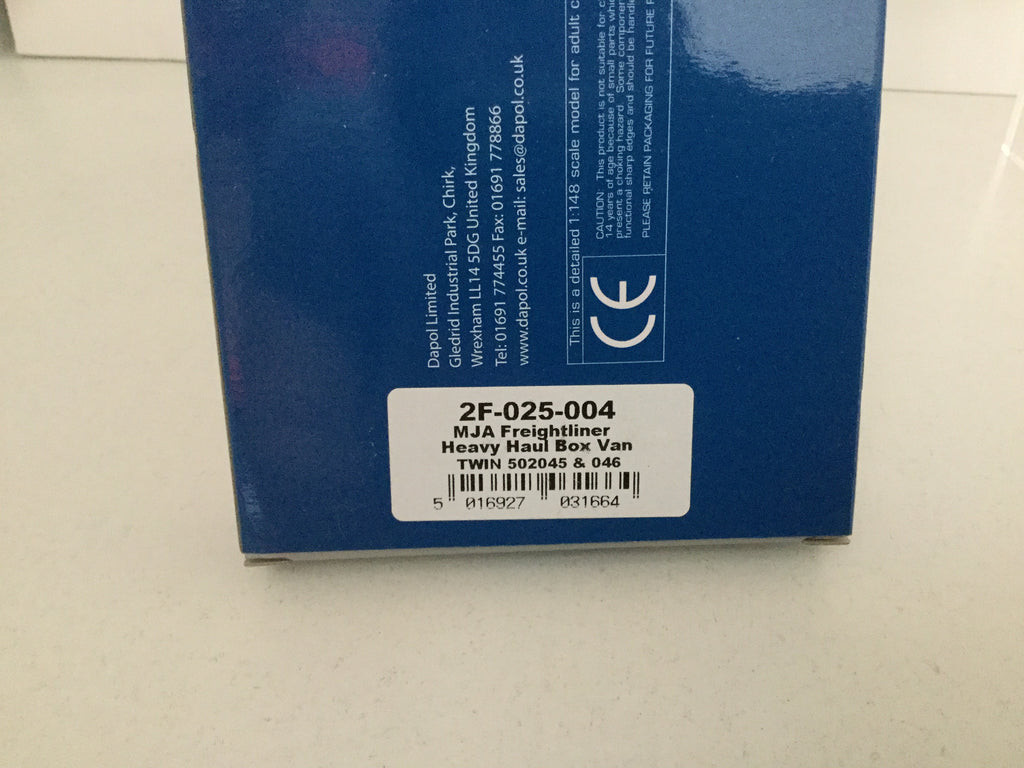 Dapol Limited
Gledrid Industrial Park, Chirk,
Wrexham LL14 5DG United Kingdom
Tel: 01691 774455 Fax: 01691 778866
www.dapol.co.uk e-mail: sales@dapol.co.uk
This is a detailed 1:148 scale model for adult
CE
CAUTION: This product is not suitable for
14 years of age because of small parts
present a choking hazard. Some
functional sharp edges and should be
PLEASE RETAIN PACKAGING FOR FUTURE
2F-025-004
MJA Freightliner
Heavy Haul Box Van
TWIN 502045 & 046
5 016927 031664